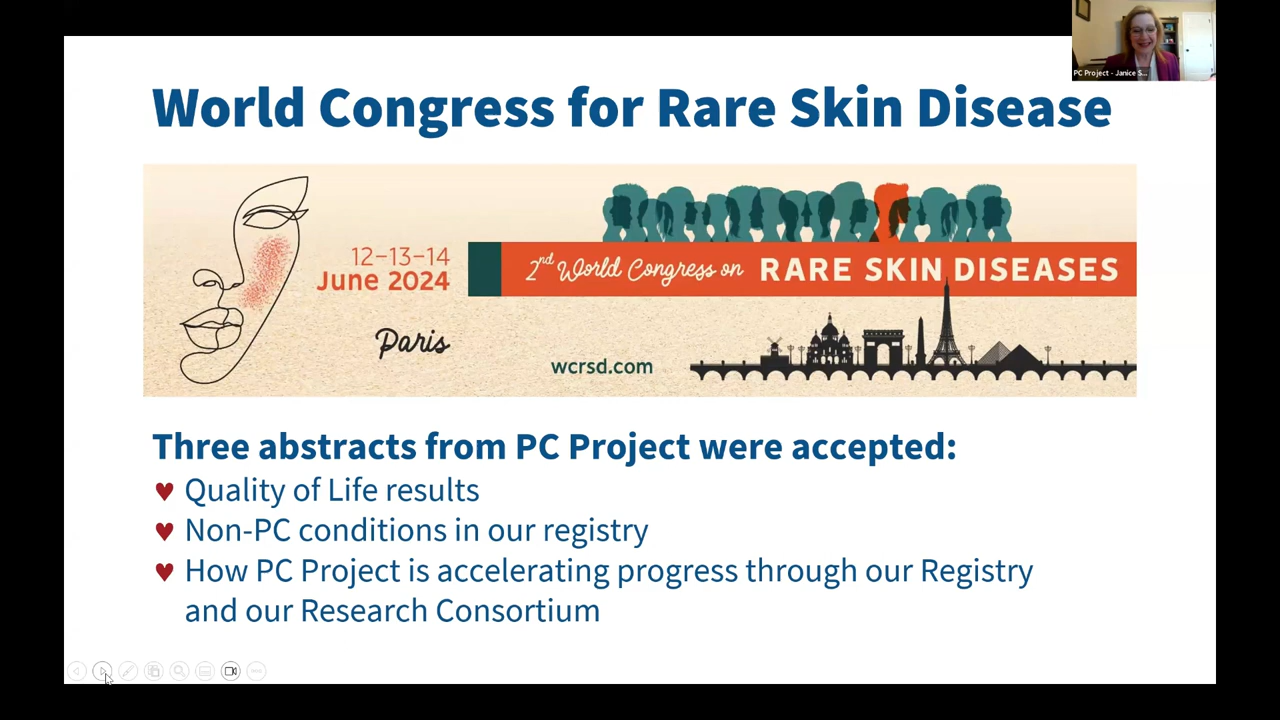 PC Project - Janice S...
World Congress for Rare Skin Disease
12–13–14
June 2024
Paris
2nd World Congress on RARE SKIN DISEASES
wcrsd.com
Three abstracts from PC Project were accepted:
♥ Quality of Life results
♥ Non-PC conditions in our registry
♥ How PC Project is accelerating progress through our Registry
and our Research Consortium